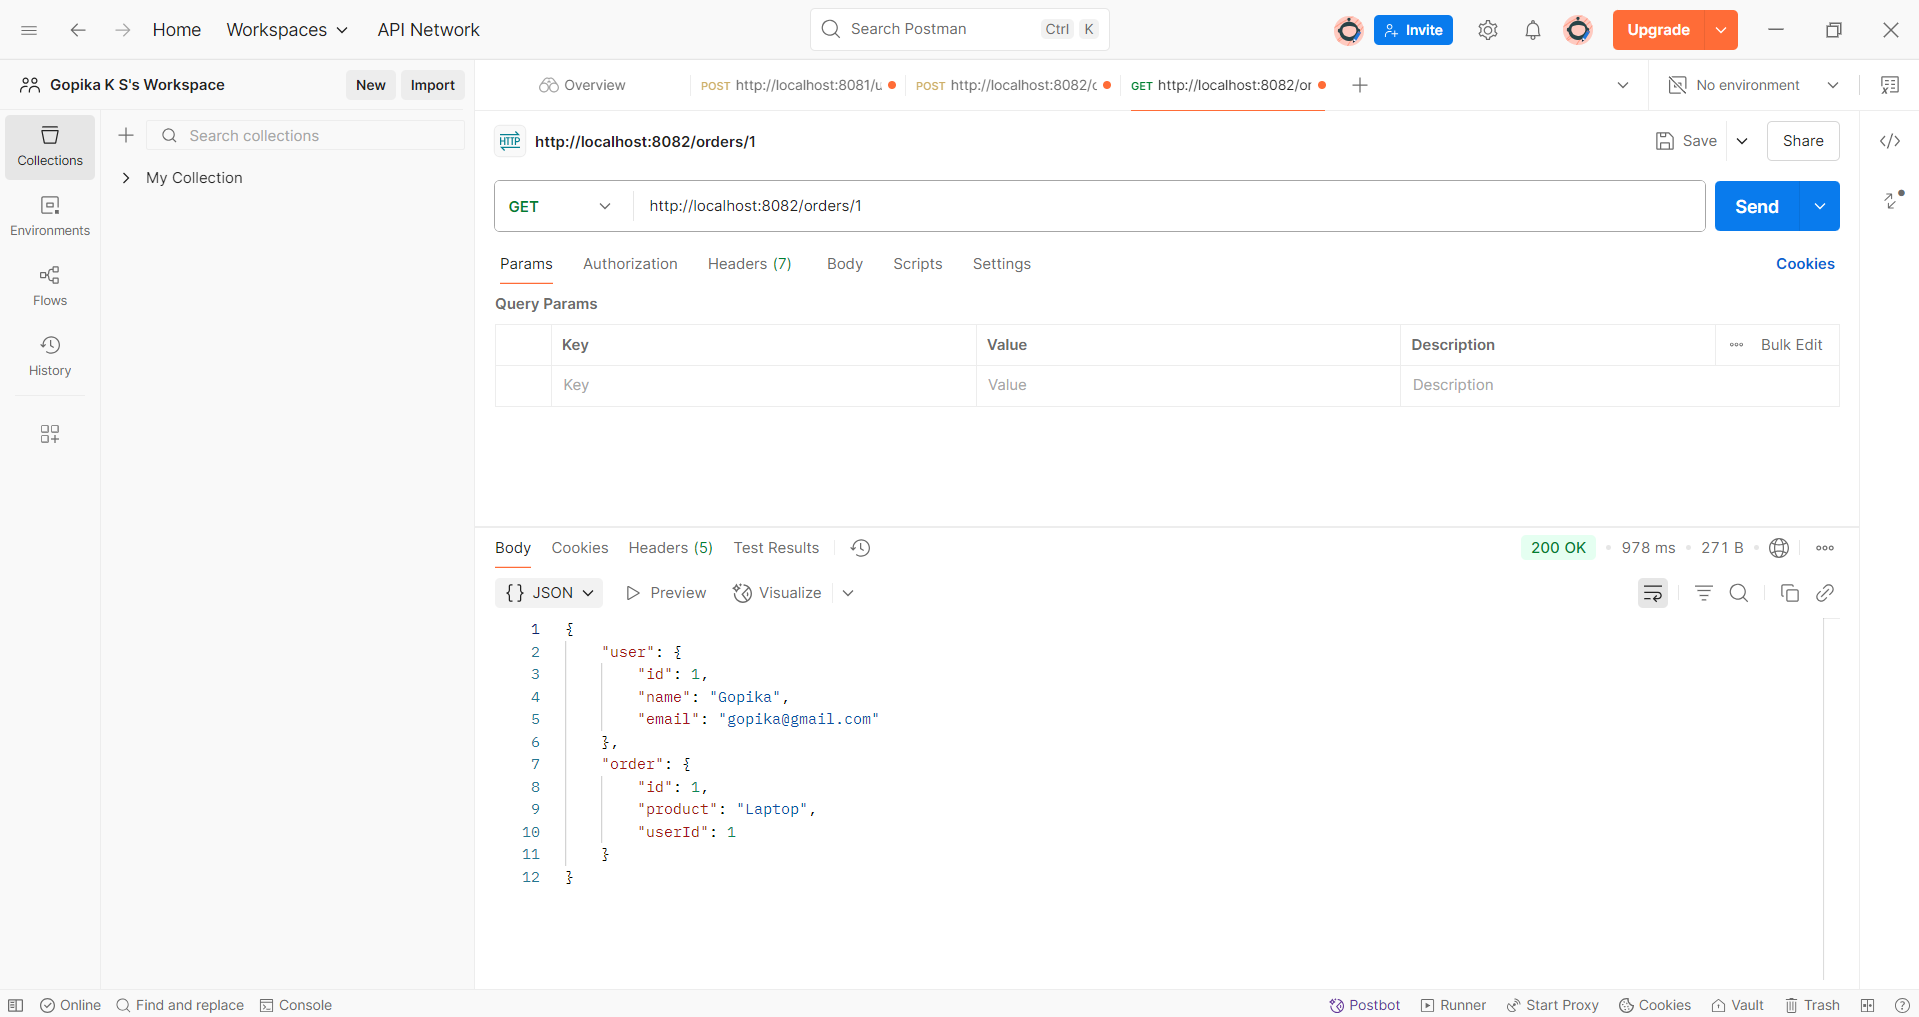 Home Workspaces API Network Search Postman Ctrl K Invite Upgrade
Gopika K S's Workspace New Import Overview POST http://localhost:8081/u POST http://localhost:8082/o GET http://localhost:8082/or No environment
Collections
Search collections
My Collection
Environments
Flows
History
HTTP http://localhost:8082/orders/1 Save Share
GET http://localhost:8082/orders/1 Send
Params Authorization Headers (7) Body Scripts Settings Cookies
Query Params
Key Value Description Bulk Edit
Key Value Description
Body Cookies Headers (5) Test Results 200 OK 978 ms 271 B
{} JSON Preview Visualize
1 {
2 "user": {
3 "id": 1,
4 "name": "Gopika",
5 "email": "gopika@gmail.com"
6 },
7 "order": {
8 "id": 1,
9 "product": "Laptop",
10 "userId": 1
11 }
12 }
Online Find and replace Console Postbot Runner Start Proxy Cookies Vault Trash